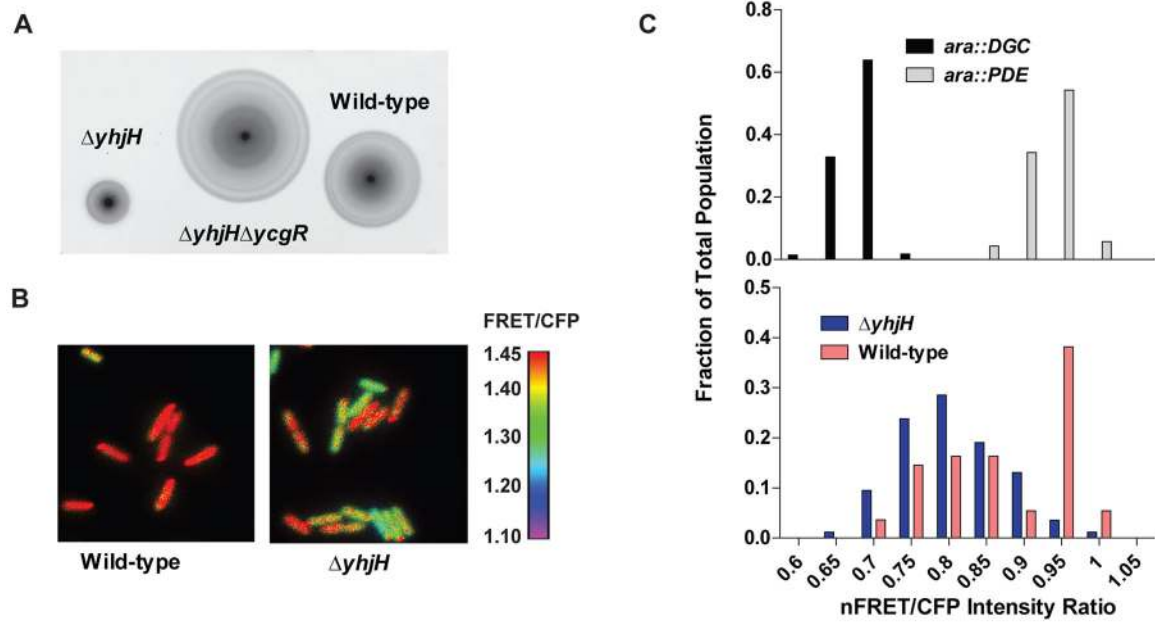 A
ΔyhjH
Wild-type
ΔyhjHΔycgR
B
FRET/CFP
1.45
1.40
1.30
1.20
1.10
Wild-type
ΔyhjH
C
Fraction of Total Population
0.8
0.6
0.4
0.2
0.0
ara::DGC
ara::PDE
0.5
0.4
0.3
0.2
0.1
0.0
ΔyhjH
Wild-type
0.6 0.65 0.7 0.75 0.8 0.85 0.9 0.95 1 1.05
nFRET/CFP Intensity Ratio